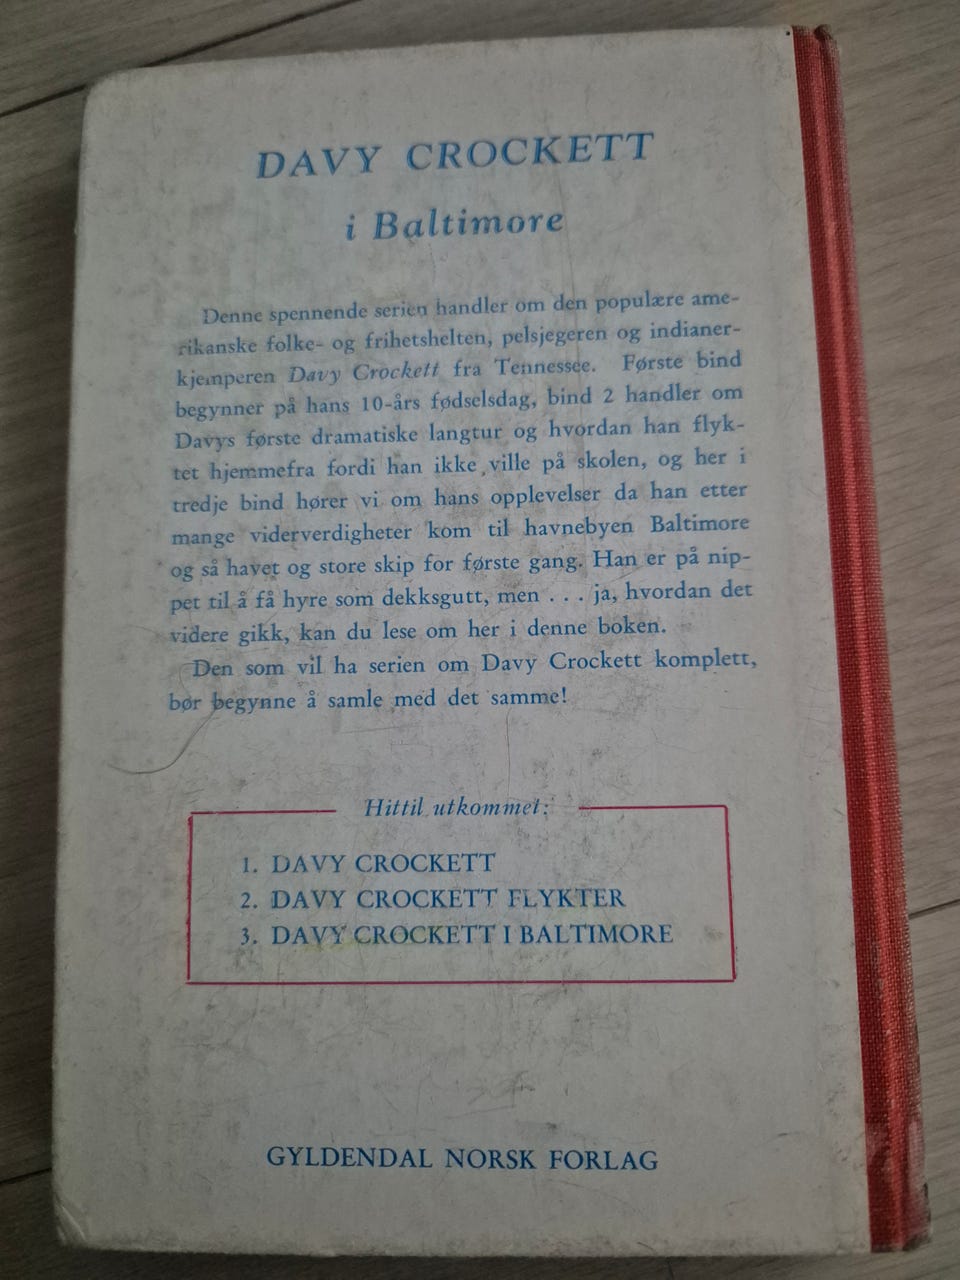 DAVY CROCKETT
i Baltimore
Denne spennende serien handler om den populære ame-
rikanske folke- og frihetshelten, pelsjegeren og indianer-
kjemperen Davy Crockett fra Tennessee. Første bind
begynner på hans 10-års fødselsdag, bind 2 handler om
Davys første dramatiske langtur og hvordan han flyk-
tet hjemmefra fordi han ikke ville på skolen, og her i
tredje bind hører vi om hans opplevelser da han etter
mange viderverdigheter kom til havnebyen Baltimore
og så havet og store skip for første gang. Han er på nip-
pet til å få hyre som dekksgutt, men . . . ja, hvordan det
videre gikk, kan du lese om her i denne boken.
Den som vil ha serien om Davy Crockett komplett,
bør begynne å samle med det samme!
Hittil utkommet:
1. DAVY CROCKETT
2. DAVY CROCKETT FLYKTER
3. DAVY CROCKETT I BALTIMORE
GYLDENDAL NORSK FORLAG